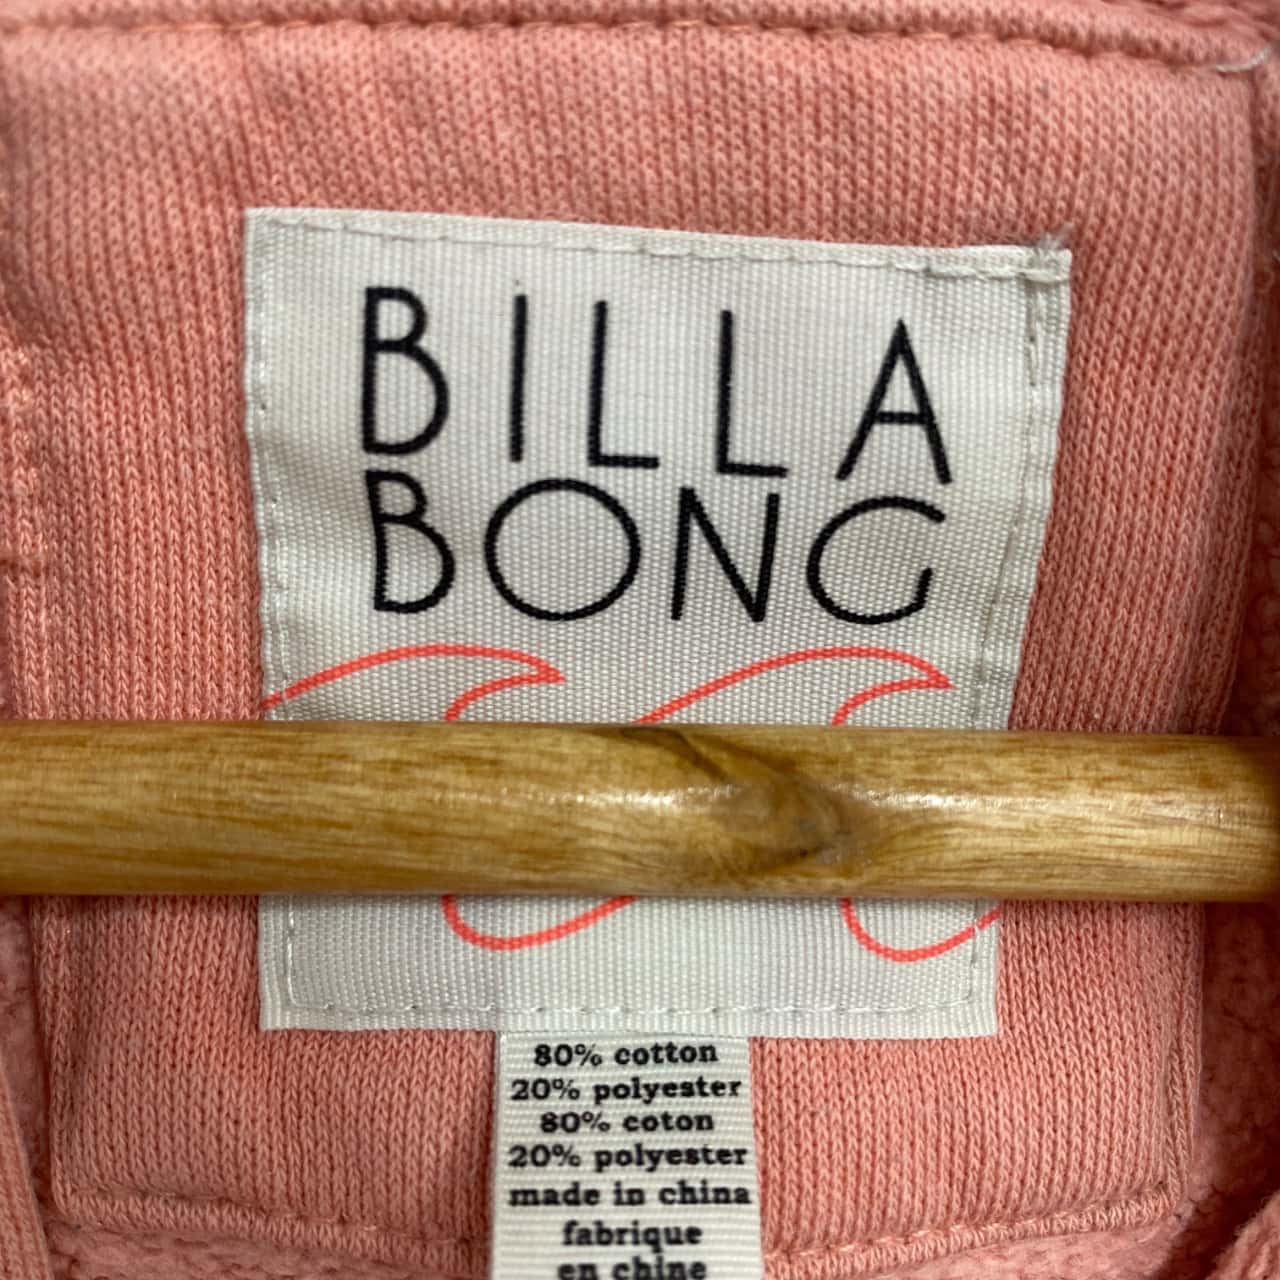 BILLA
BONG
80% cotton
20% polyester
80% coton
20% polyester
made in china
fabrique
en chine